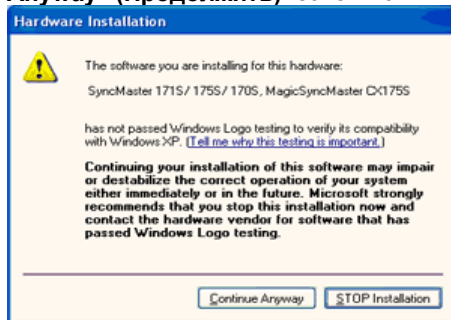 Hardware Installation
The software you are installing for this hardware:
SyncMaster 171S/ 175S/ 170S, MagicSyncMaster CX175S
has not passed Windows Logo testing to verify its compatibility
with Windows XP. (Tell me why this testing is important.)
Continuing your installation of this software may impair
or destabilize the correct operation of your system
either immediately or in the future. Microsoft strongly
recommends that you stop this installation now and
contact the hardware vendor for software that has
passed Windows Logo testing.
Continue Anyway STOP Installation